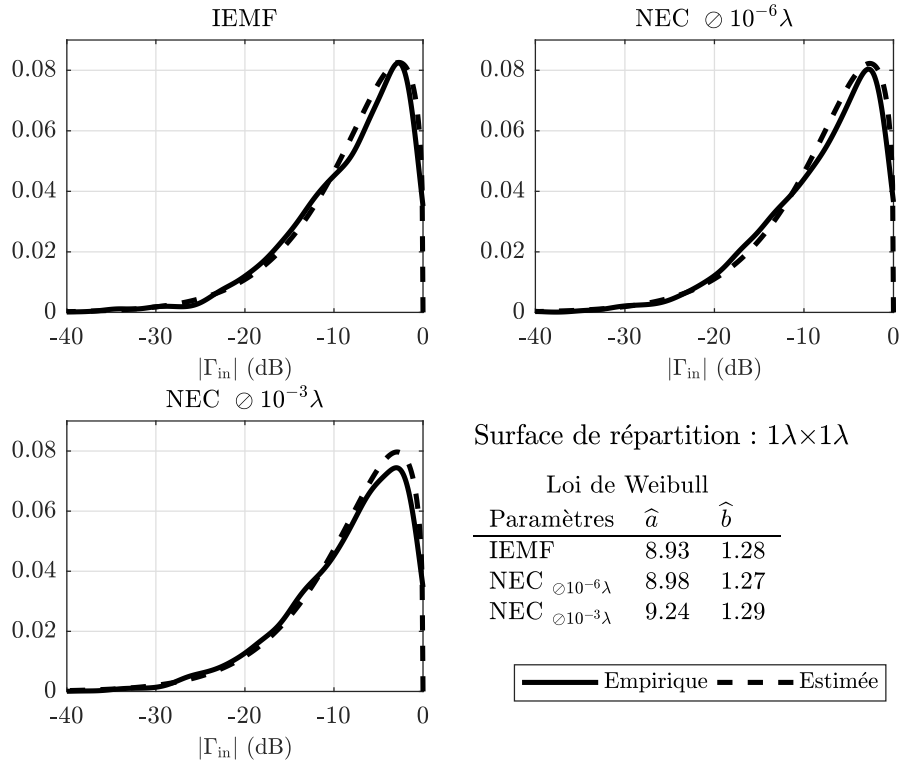 IEMF
0.08
0.06
0.04
0.02
0
-40 -30 -20 -10 0
|Γin| (dB)
NEC ⊘ 10⁻⁶λ
0.08
0.06
0.04
0.02
0
-40 -30 -20 -10 0
|Γin| (dB)
NEC ⊘ 10⁻³λ
0.08
0.06
0.04
0.02
0
-40 -30 -20 -10 0
|Γin| (dB)
Surface de répartition : 1λ×1λ
Loi de Weibull
Paramètres â b̂
IEMF 8.93 1.28
NEC ⊘10⁻⁶λ 8.98 1.27
NEC ⊘10⁻³λ 9.24 1.29
Empirique Estimée